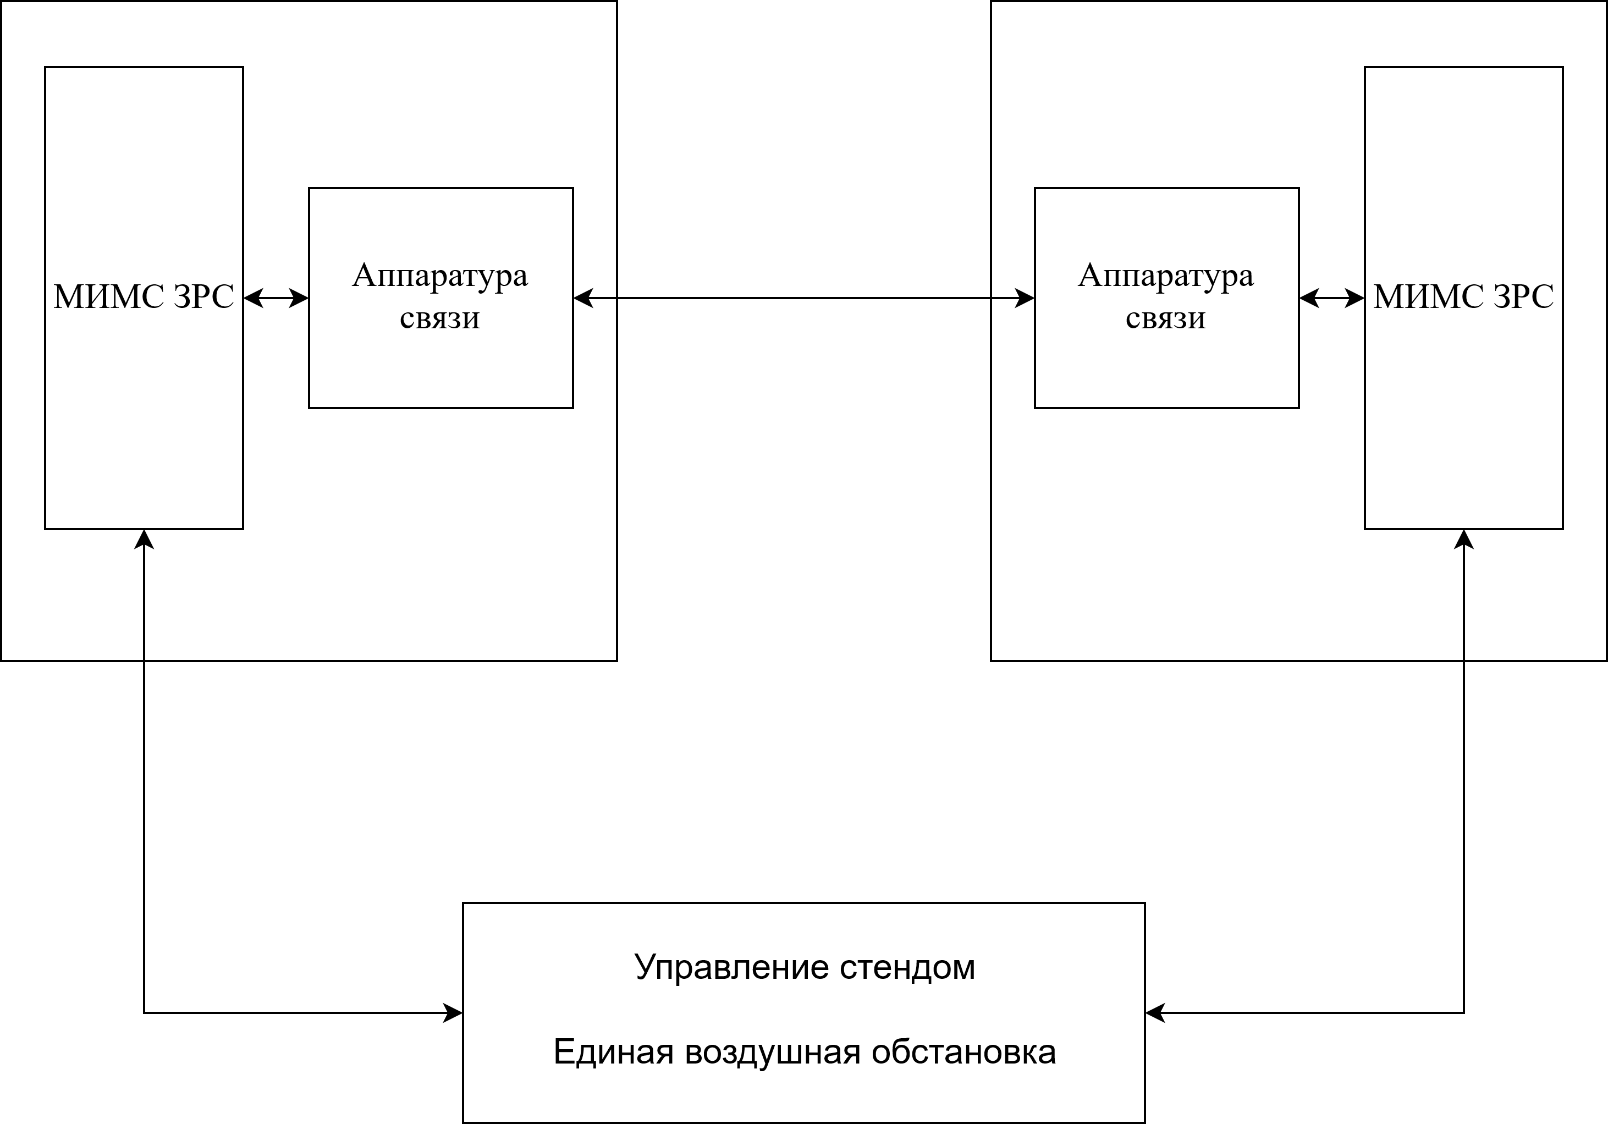 МИМС ЗРС
Аппаратура
связи
Аппаратура
связи
МИМС ЗРС
Управление стендом
Единая воздушная обстановка